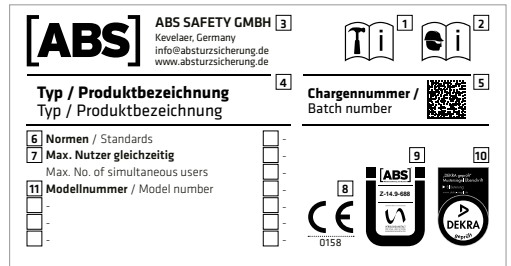 [ABS]
ABS SAFETY GMBH 3
Kevelaer, Germany
info@absturzsicherung.de
www.absturzsicherung.de
i 1
i 2
4
Typ / Produktbezeichnung
Typ / Produktbezeichnung
5
Chargennummer /
Batch number
6 Normen / Standards
7 Max. Nutzer gleichzeitig
Max. No. of simultaneous users
11 Modellnummer / Model number
-
-
-
-
-
-
-
-
-
8
CE
0158
9
[ABS]
Z-14.9-688
10
DEKRA
geprüft